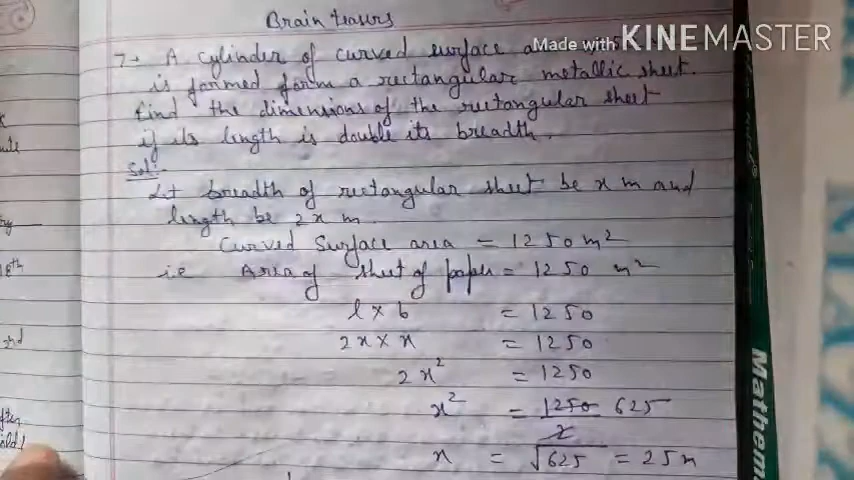 Brain teasers
Made with KINEMASTER
7→ A cylinder of curved surface a
is formed form a rectangular metallic sheet.
Find the dimensions of the rectangular sheet
if its length is double its breadth.
Sol:-
Let breadth of rectangular sheet be x m and
length be 2x m.
Curved Surface area = 1250 m²
i.e Area of sheet of paper = 1250 m²
l × b = 1250
2x × x = 1250
2x² = 1250
x² = 1250/2 625
x = √625 = 25m
Mathema